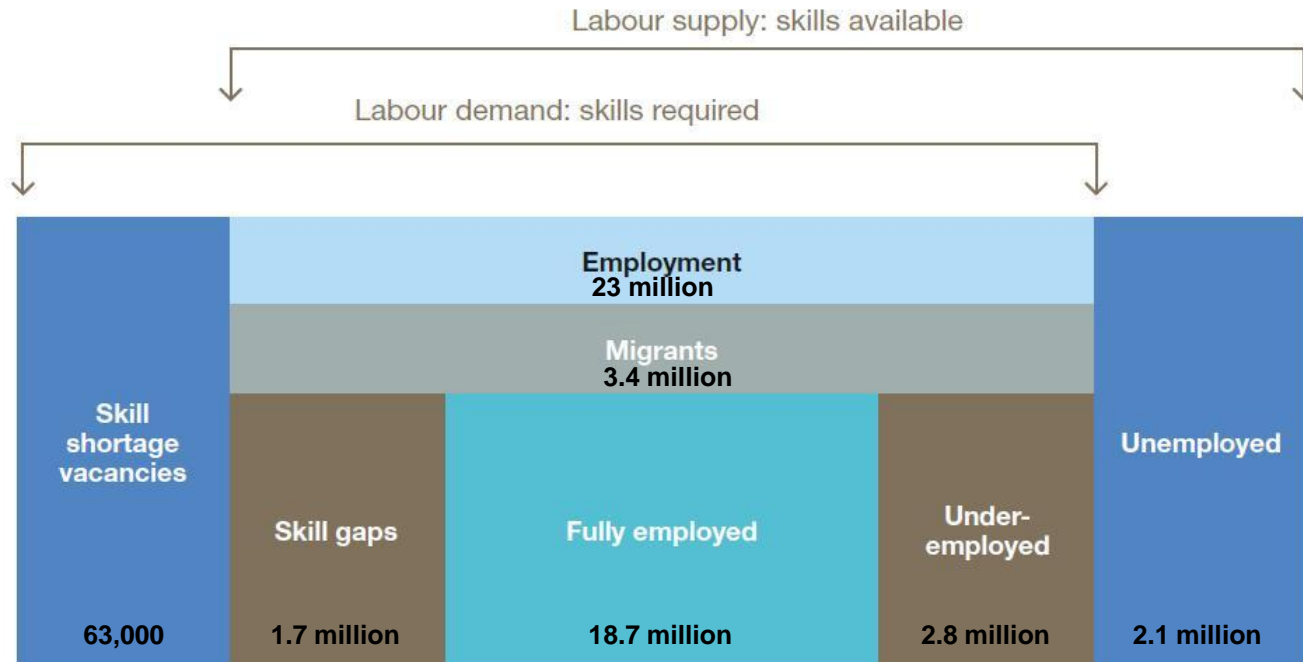 Labour supply: skills available
Labour demand: skills required
Employment
23 million
Migrants
3.4 million
Skill
shortage
vacancies
63,000
Skill gaps
1.7 million
Fully employed
18.7 million
Under-
employed
2.8 million
Unemployed
2.1 million